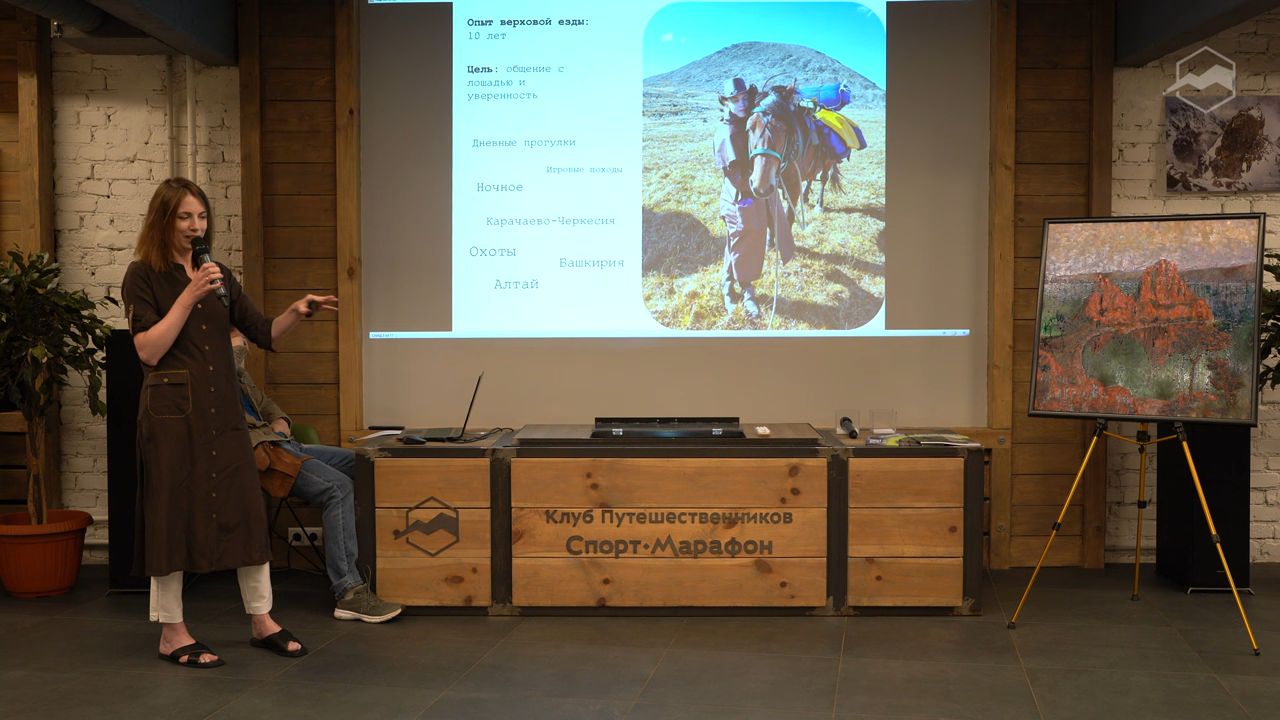 Опыт верховой езды:
10 лет
Цель: общение с
лошадью и
уверенность
Дневные прогулки
Игровые походы
Ночное
Карачаево-Черкесия
Охоты
Башкирия
Алтай
Клуб Путешественников
Спорт•Марафон